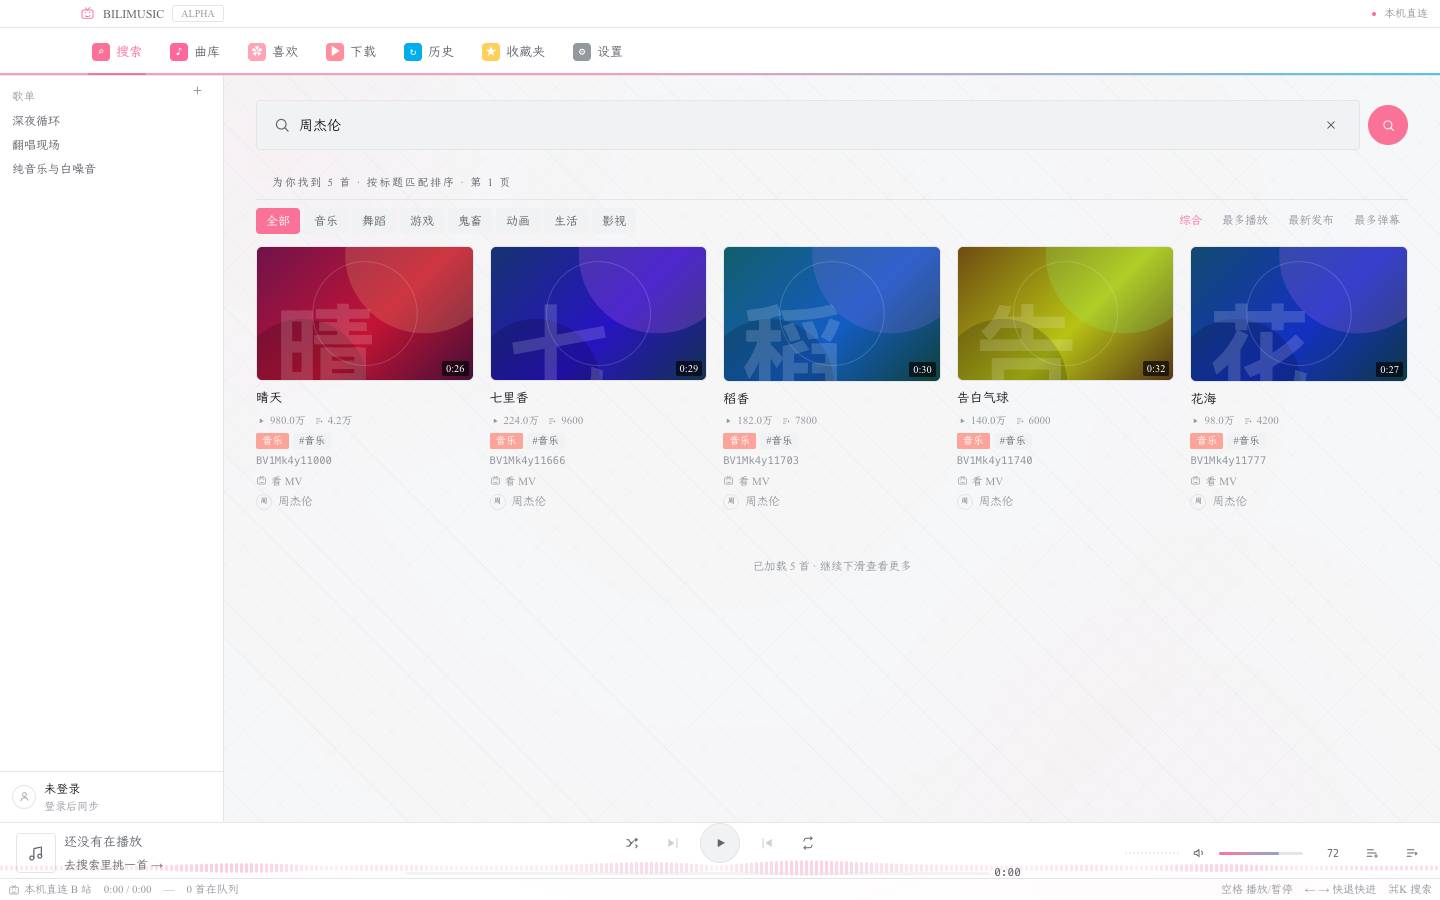 BILIMUSIC ALPHA 本机直连
搜索 曲库 喜欢 下载 历史 收藏夹 设置
歌单 +
深夜循环
翻唱现场
纯音乐与白噪音
周杰伦
为你找到 5 首 · 按标题匹配排序 · 第 1 页
全部 音乐 舞蹈 游戏 鬼畜 动画 生活 影视 综合 最多播放 最新发布 最多弹幕
晴 七 稻 告 花
0:26 0:29 0:30 0:32 0:27
晴天 七里香 稻香 告白气球 花海
980.0万 4.2万 224.0万 9600 182.0万 7800 140.0万 6000 98.0万 4200
音乐 #音乐 音乐 #音乐 音乐 #音乐 音乐 #音乐 音乐 #音乐
BV1Mk4y11000 BV1Mk4y11666 BV1Mk4y11703 BV1Mk4y11740 BV1Mk4y11777
看 MV 看 MV 看 MV 看 MV 看 MV
周 周杰伦 周 周杰伦 周 周杰伦 周 周杰伦 周 周杰伦
已加载 5 首 · 继续下滑查看更多
未登录
登录后同步
还没有在播放
去搜索里挑一首 →
72
0:00
本机直连 B 站 0:00 / 0:00 — 0 首在队列 空格 播放/暂停 ← → 快退快进 ⌘K 搜索